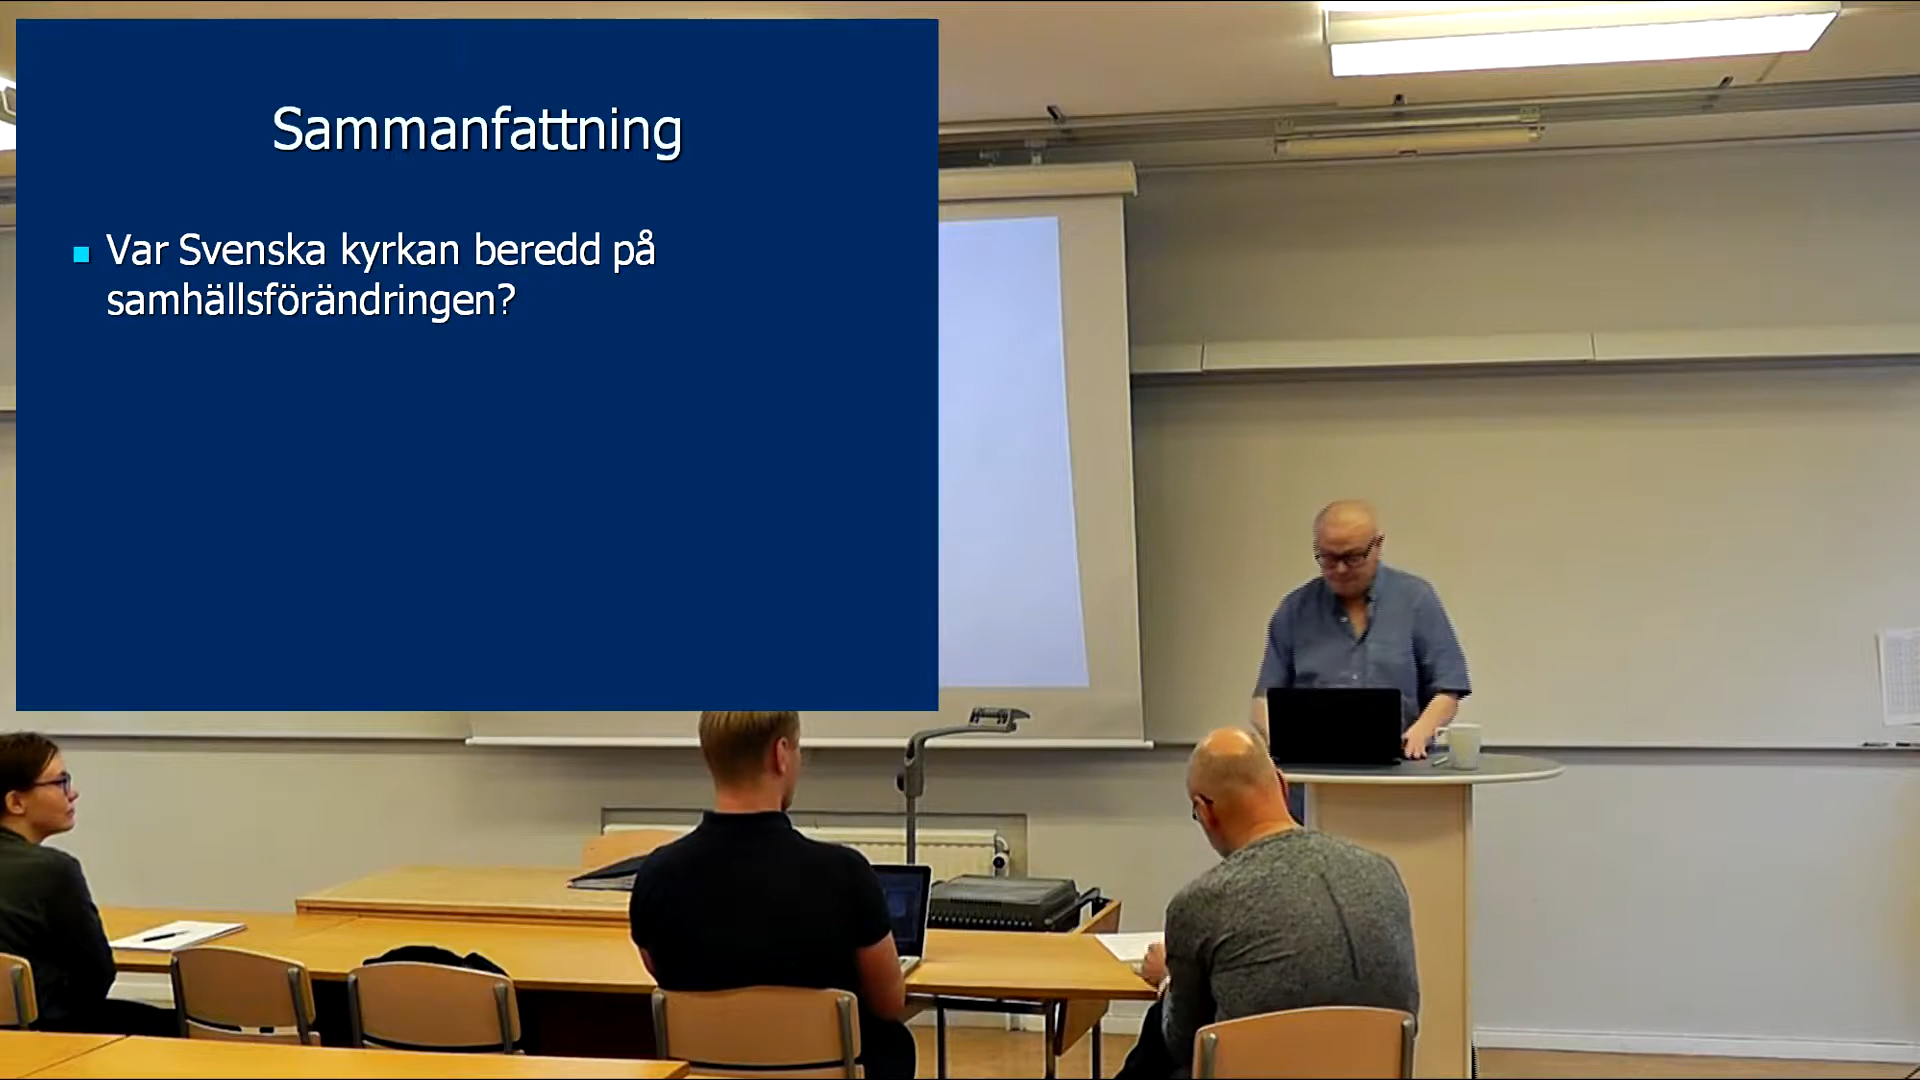 Sammanfattning
Var Svenska kyrkan beredd på
samhällsförändringen?